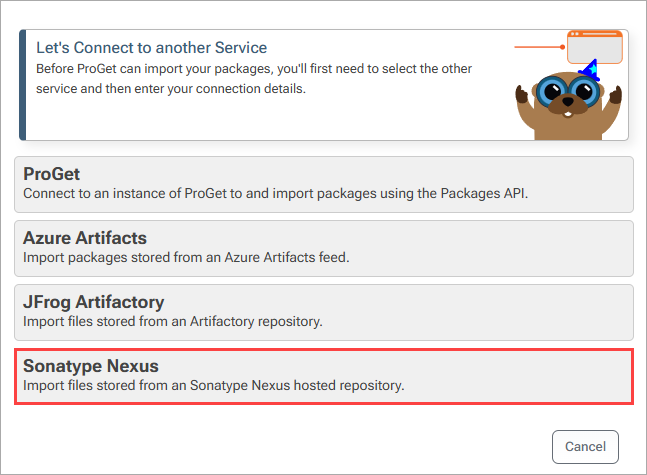 Let's Connect to another Service
Before ProGet can import your packages, you'll first need to select the other
service and then enter your connection details.
ProGet
Connect to an instance of ProGet to and import packages using the Packages API.
Azure Artifacts
Import packages stored from an Azure Artifacts feed.
JFrog Artifactory
Import files stored from an Artifactory repository.
Sonatype Nexus
Import files stored from an Sonatype Nexus hosted repository.
Cancel